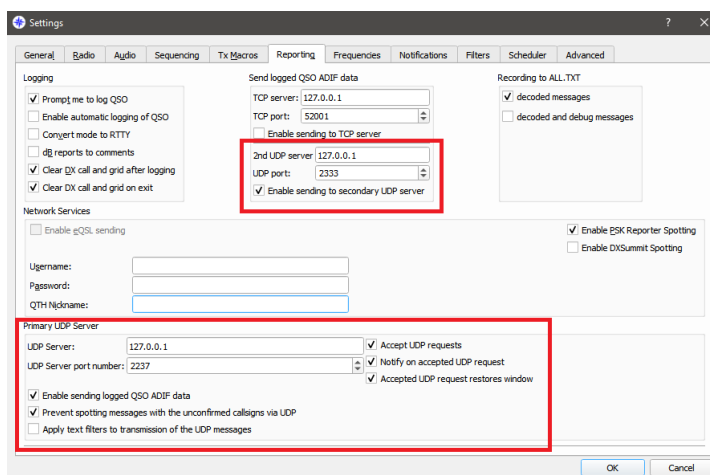 Settings
General Radio Audio Sequencing Tx Macros Reporting Frequencies Notifications Filters Scheduler Advanced
Logging
Prompt me to log QSO
Enable automatic logging of QSO
Convert mode to RTTY
dB reports to comments
Clear DX call and grid after logging
Clear DX call and grid on exit
Send logged QSO ADIF data
TCP server: 127.0.0.1
TCP port: 52001
Enable sending to TCP server
2nd UDP server 127.0.0.1
UDP port: 2333
Enable sending to secondary UDP server
Recording to ALL.TXT
decoded messages
decoded and debug messages
Network Services
Enable eQSL sending
Enable PSK Reporter Spotting
Enable DXSummit Spotting
Username:
Password:
QTH Nickname:
Primary UDP Server
UDP Server: 127.0.0.1
UDP Server port number: 2237
Accept UDP requests
Notify on accepted UDP request
Accepted UDP request restores window
Enable sending logged QSO ADIF data
Prevent spotting messages with the unconfirmed callsigns via UDP
Apply text filters to transmission of the UDP messages
OK Cancel